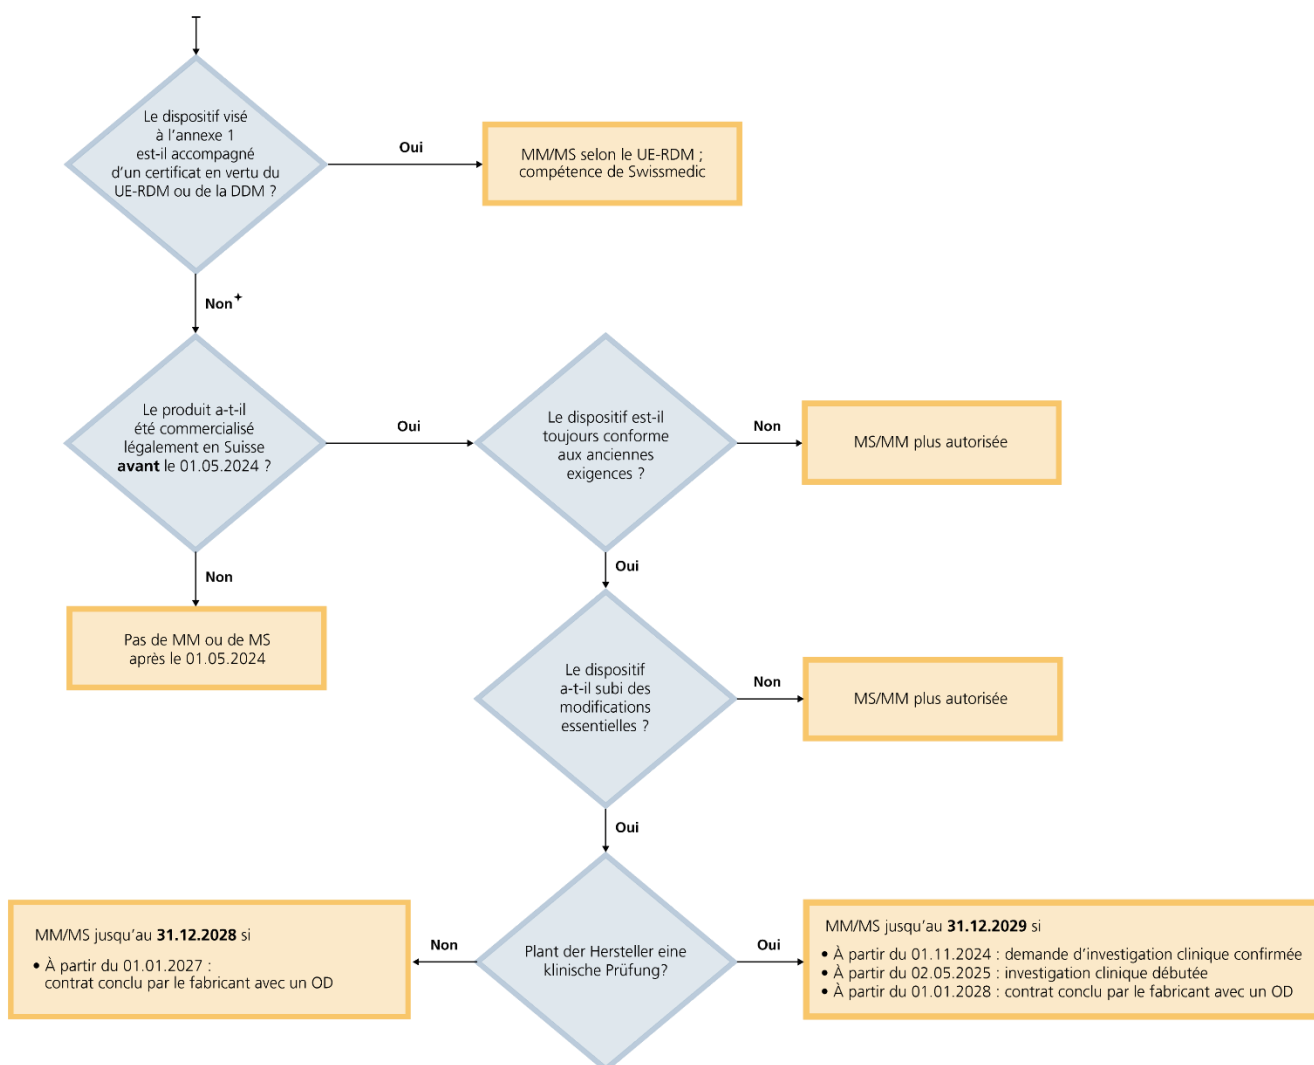 Le dispositif visé
à l’annexe 1
est-il accompagné
d’un certificat en vertu du
UE-RDM ou de la DDM ?
Oui
MM/MS selon le UE-RDM ;
compétence de Swissmedic
Non✦
Le produit a-t-il
été commercialisé
légalement en Suisse
avant le 01.05.2024 ?
Oui
Le dispositif est-il
toujours conforme
aux anciennes
exigences ?
Non
MS/MM plus autorisée
Non
Pas de MM ou de MS
après le 01.05.2024
Oui
Le dispositif
a-t-il subi des
modifications
essentielles ?
Non
MS/MM plus autorisée
Oui
Plant der Hersteller eine
klinische Prüfung?
Non
MM/MS jusqu’au 31.12.2028 si
• À partir du 01.01.2027 :
contrat conclu par le fabricant avec un OD
Oui
MM/MS jusqu’au 31.12.2029 si
• À partir du 01.11.2024 : demande d’investigation clinique confirmée
• À partir du 02.05.2025 : investigation clinique débutée
• À partir du 01.01.2028 : contrat conclu par le fabricant avec un OD